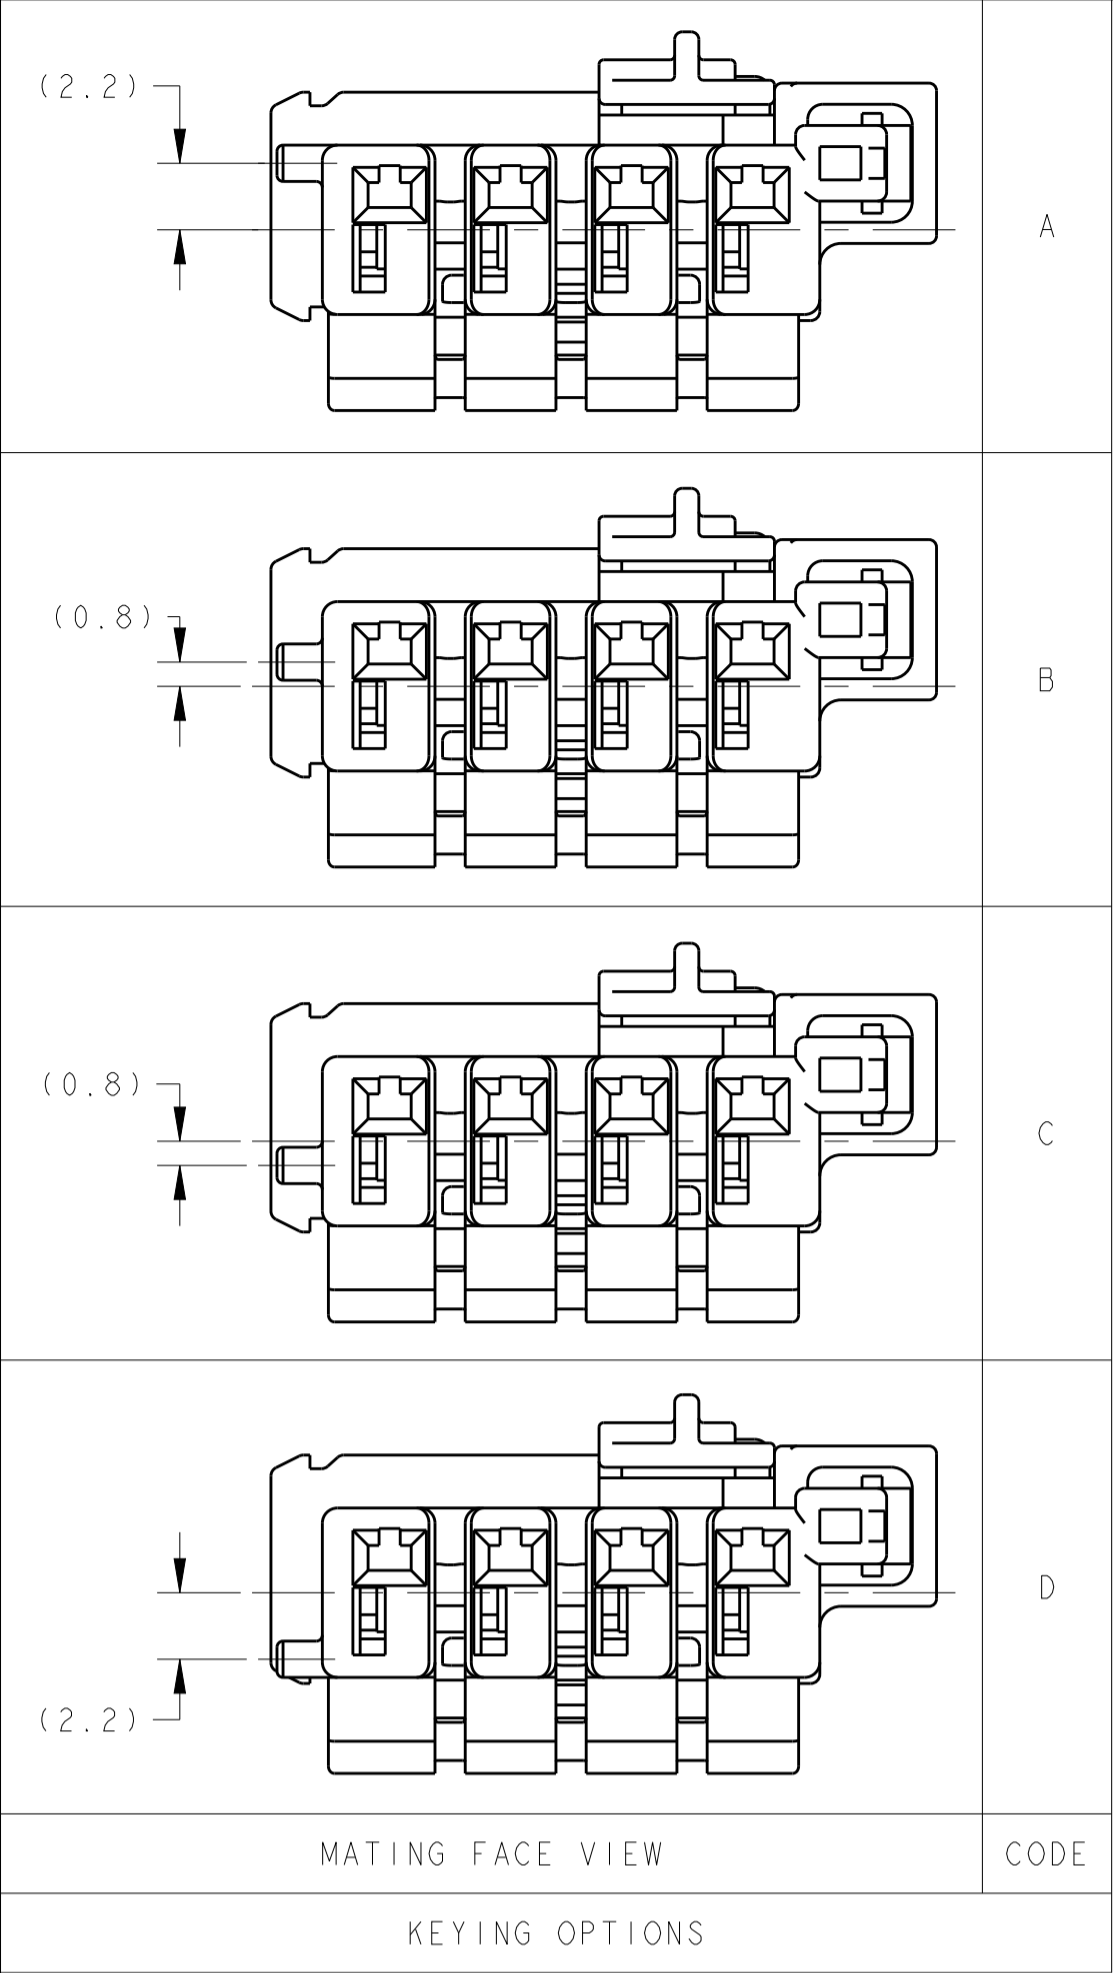 (2.2)
A
(0.8)
B
(0.8)
C
D
(2.2)
MATING FACE VIEW
CODE
KEYING OPTIONS